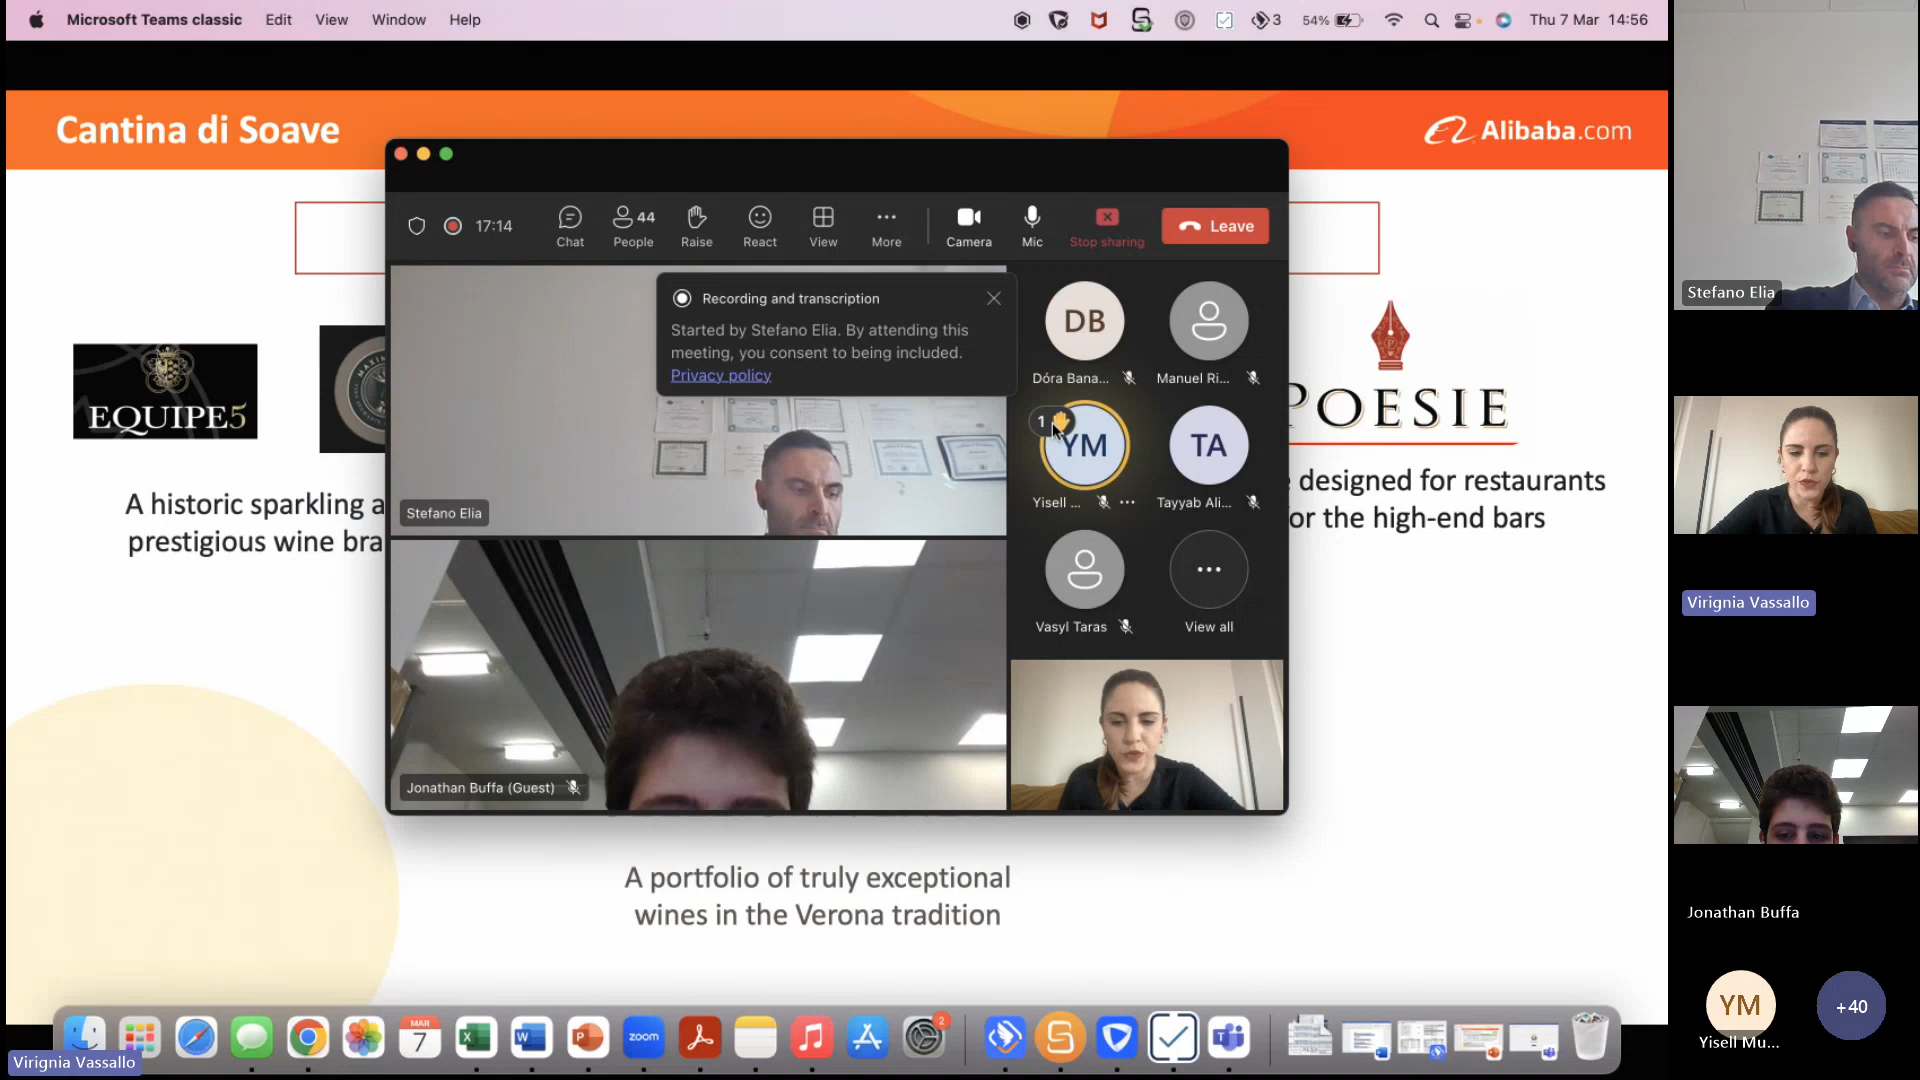 Microsoft Teams classic Edit View Window Help
3 54% Thu 7 Mar 14:56
Cantina di Soave
Alibaba.com
17:14
44
Chat People Raise React View More Camera Mic Stop sharing Leave
Recording and transcription
Started by Stefano Elia. By attending this
meeting, you consent to being included.
Privacy policy
Stefano Elia
Jonathan Buffa (Guest)
DB
Dóra Bana...
Manuel Ri...
1
YM
Yisell ...
TA
Tayyab Ali...
Vasyl Taras
View all
EQUIPE5
A historic sparkling a
prestigious wine bra
POESIE
designed for restaurants
or the high-end bars
A portfolio of truly exceptional
wines in the Verona tradition
MAR
7
zoom
2
Virignia Vassallo
Stefano Elia
Virignia Vassallo
Jonathan Buffa
YM
+40
Yisell Mu...